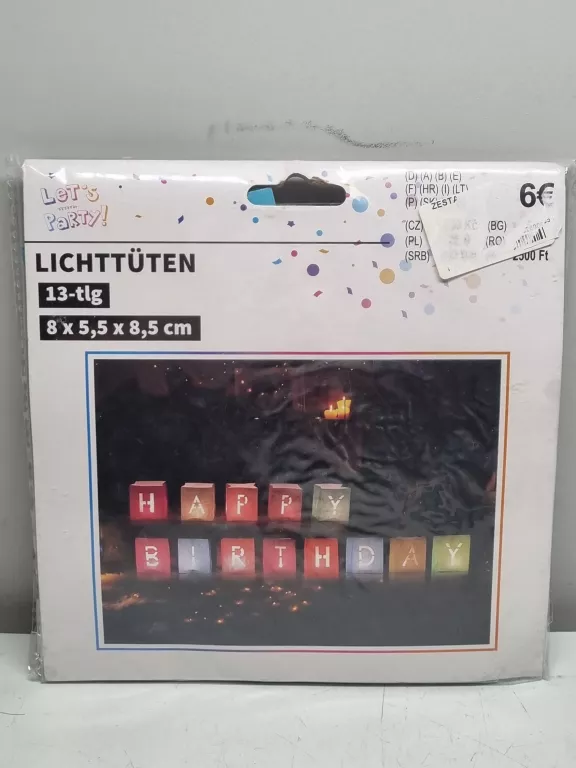 LET'S
PARTY!
(D) (A) (B) (E)
(F) (HR) (I) (LT)
(P)
6€
(CZ)
(BG)
(PL)
(RO)
(SRB)
Ft
LICHTTÜTEN
13-tlg
8 x 5,5 x 8,5 cm
HAPPY
BIRTHDAY